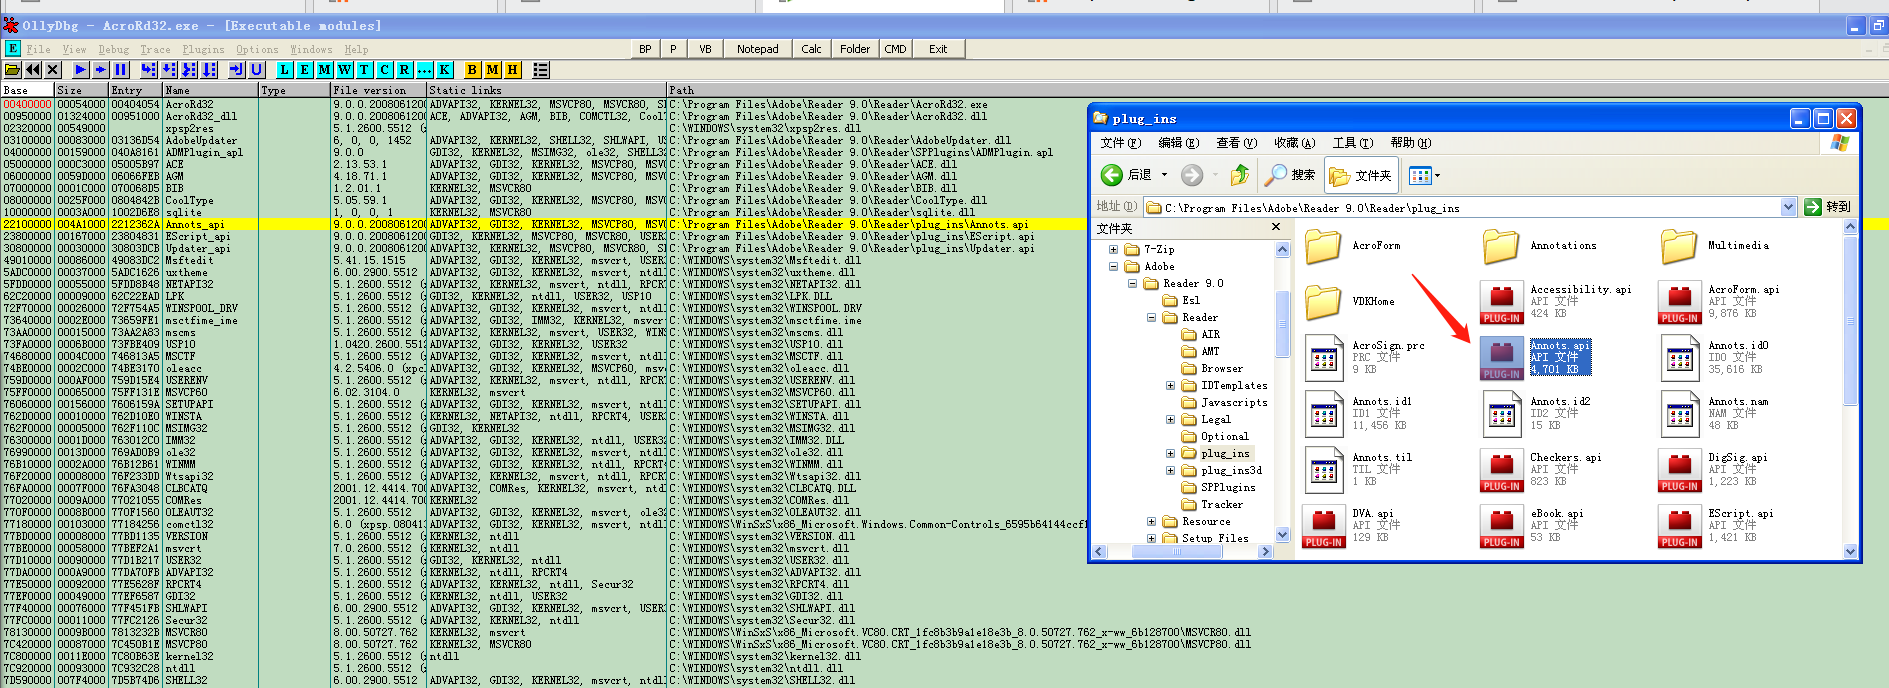 OllyDbg - AcroRd32.exe - [Executable modules]
E File View Debug Trace Plugins Options Windows Help BP P VB Notepad Calc Folder CMD Exit
L E M W T C R ... K B M H
Base Size Entry Name Type File version Static links Path
00400000 00054000 00404054 AcroRd32 9.0.0.2008061200 ADVAPI32, KERNEL32, MSVCP80, MSVCR80, SH C:\Program Files\Adobe\Reader 9.0\Reader\AcroRd32.exe
00950000 01324000 00951000 AcroRd32_dll 9.0.0.2008061200 ACE, ADVAPI32, AGM, BIB, COMCTL32, CoolT C:\Program Files\Adobe\Reader 9.0\Reader\AcroRd32.dll
02320000 00549000 xpsp2res 5.1.2600.5512 ( C:\WINDOWS\system32\xpsp2res.dll
03100000 00083000 03136D54 AdobeUpdater 6, 0, 0, 1452 ADVAPI32, KERNEL32, SHELL32, SHLWAPI, US C:\Program Files\Adobe\Reader 9.0\Reader\AdobeUpdater.dll
04000000 00159000 040A8161 ADMPlugin_apl 9.0.0 GDI32, KERNEL32, MSIMG32, ole32, SHELL32 C:\Program Files\Adobe\Reader 9.0\Reader\SPPlugins\ADMPlugin.apl
05000000 000C3000 05005B97 ACE 2.13.53.1 ADVAPI32, GDI32, KERNEL32, MSVCP80, MSVC C:\Program Files\Adobe\Reader 9.0\Reader\ACE.dll
06000000 0059D000 06066FEB AGM 4.18.71.1 ADVAPI32, GDI32, KERNEL32, MSVCP80, MSVC C:\Program Files\Adobe\Reader 9.0\Reader\AGM.dll
07000000 0001C000 070068D5 BIB 1.2.01.1 KERNEL32, MSVCR80 C:\Program Files\Adobe\Reader 9.0\Reader\BIB.dll
08000000 0025F000 0804842B CoolType 5.05.59.1 ADVAPI32, GDI32, KERNEL32, MSVCP80, MSVC C:\Program Files\Adobe\Reader 9.0\Reader\CoolType.dll
10000000 0003A000 1002D6E8 sqlite 1, 0, 0, 1 KERNEL32, MSVCR80 C:\Program Files\Adobe\Reader 9.0\Reader\sqlite.dll
22100000 004A1000 2212362A Annots_api 9.0.0.2008061200 ADVAPI32, GDI32, KERNEL32, MSVCP80, MSVC C:\Program Files\Adobe\Reader 9.0\Reader\plug_ins\Annots.api
23800000 00167000 23804831 EScript_api 9.0.0.2008061200 GDI32, KERNEL32, MSVCP80, MSVCR80, USER3 C:\Program Files\Adobe\Reader 9.0\Reader\plug_ins\EScript.api
30800000 00030000 30803DCB Updater_api 9.0.0.2008061200 ADVAPI32, KERNEL32, MSVCP80, MSVCR80, SH C:\Program Files\Adobe\Reader 9.0\Reader\plug_ins\Updater.api
49010000 00086000 49083DC2 Msftedit 5.41.15.1515 ADVAPI32, GDI32, KERNEL32, msvcrt, USER3 C:\WINDOWS\system32\Msftedit.dll
5ADC0000 00037000 5ADC1626 uxtheme 6.00.2900.5512 ADVAPI32, GDI32, KERNEL32, msvcrt, ntdll C:\WINDOWS\system32\uxtheme.dll
5FDD0000 00055000 5FDD8B48 NETAPI32 5.1.2600.5512 ( ADVAPI32, KERNEL32, msvcrt, ntdll, RPCRT C:\WINDOWS\system32\NETAPI32.dll
62C20000 00009000 62C22EAD LPK 5.1.2600.5512 ( GDI32, KERNEL32, ntdll, USER32, USP10 C:\WINDOWS\system32\LPK.DLL
72F70000 00026000 72F754A5 WINSPOOL_DRV 5.1.2600.5512 ( ADVAPI32, GDI32, KERNEL32, msvcrt, ntdll C:\WINDOWS\system32\WINSPOOL.DRV
73640000 0002E000 73659FE1 msctfime_ime 5.1.2600.5512 ( ADVAPI32, GDI32, IMM32, KERNEL32, msvcrt C:\WINDOWS\system32\msctfime.ime
73AA0000 00015000 73AA2A83 mscms 5.1.2600.5512 ( ADVAPI32, KERNEL32, msvcrt, USER32, WINS C:\WINDOWS\system32\mscms.dll
73FA0000 0006B000 73FBE409 USP10 1.0420.2600.5512 ADVAPI32, GDI32, KERNEL32, USER32 C:\WINDOWS\system32\USP10.dll
74680000 0004C000 746813A5 MSCTF 5.1.2600.5512 ( ADVAPI32, GDI32, KERNEL32, msvcrt, ntdll C:\WINDOWS\system32\MSCTF.dll
74BE0000 0002C000 74BE3170 oleacc 4.2.5406.0 (xpc ADVAPI32, GDI32, KERNEL32, MSVCP60, msvc C:\WINDOWS\system32\oleacc.dll
759D0000 000AF000 759D15E4 USERENV 5.1.2600.5512 ( ADVAPI32, KERNEL32, msvcrt, ntdll, RPCRT C:\WINDOWS\system32\USERENV.dll
75FF0000 00065000 75FF131E MSVCP60 6.02.3104.0 KERNEL32, msvcrt C:\WINDOWS\system32\MSVCP60.dll
76060000 00156000 7606159A SETUPAPI 5.1.2600.5512 ( ADVAPI32, GDI32, KERNEL32, msvcrt, ntdll C:\WINDOWS\system32\SETUPAPI.dll
762D0000 00010000 762D10E0 WINSTA 5.1.2600.5512 ( KERNEL32, NETAPI32, ntdll, RPCRT4, USER3 C:\WINDOWS\system32\WINSTA.dll
762F0000 00005000 762F110C MSIMG32 5.1.2600.5512 ( GDI32, KERNEL32 C:\WINDOWS\system32\MSIMG32.dll
76300000 0001D000 763012C0 IMM32 5.1.2600.5512 ( ADVAPI32, GDI32, KERNEL32, ntdll, USER32 C:\WINDOWS\system32\IMM32.DLL
76990000 0013D000 769AD0B9 ole32 5.1.2600.5512 ( ADVAPI32, GDI32, KERNEL32, msvcrt, ntdll C:\WINDOWS\system32\ole32.dll
76B10000 0002A000 76B12B61 WINMM 5.1.2600.5512 ( ADVAPI32, GDI32, KERNEL32, ntdll, RPCRT4 C:\WINDOWS\system32\WINMM.dll
76F20000 00008000 76F233DD Wtsapi32 5.1.2600.5512 ( ADVAPI32, KERNEL32, msvcrt, ntdll, RPCRT C:\WINDOWS\system32\Wtsapi32.dll
76FA0000 0007F000 76FA3048 CLBCATQ 2001.12.4414.700 ADVAPI32, COMRes, KERNEL32, msvcrt, ntdl C:\WINDOWS\system32\CLBCATQ.DLL
77020000 0009A000 77021055 COMRes 2001.12.4414.700 KERNEL32 C:\WINDOWS\system32\COMRes.dll
770F0000 0008B000 770F1560 OLEAUT32 5.1.2600.5512 ADVAPI32, GDI32, KERNEL32, msvcrt, ole32 C:\WINDOWS\system32\OLEAUT32.dll
77180000 00103000 77184256 comctl32 6.0 (xpsp.080413 ADVAPI32, GDI32, KERNEL32, msvcrt, ntdll C:\WINDOWS\WinSxS\x86_Microsoft.Windows.Common-Controls_6595b64144ccf1
77BD0000 00008000 77BD1135 VERSION 5.1.2600.5512 ( KERNEL32, ntdll C:\WINDOWS\system32\VERSION.dll
77BE0000 00058000 77BEF2A1 msvcrt 7.0.2600.5512 ( KERNEL32, ntdll C:\WINDOWS\system32\msvcrt.dll
77D10000 00090000 77D1B217 USER32 5.1.2600.5512 ( GDI32, KERNEL32, ntdll C:\WINDOWS\system32\USER32.dll
77DA0000 000A9000 77DA70FB ADVAPI32 5.1.2600.5512 ( KERNEL32, ntdll, RPCRT4 C:\WINDOWS\system32\ADVAPI32.dll
77E50000 00092000 77E5628F RPCRT4 5.1.2600.5512 ( ADVAPI32, KERNEL32, ntdll, Secur32 C:\WINDOWS\system32\RPCRT4.dll
77EF0000 00049000 77EF6587 GDI32 5.1.2600.5512 ( KERNEL32, ntdll, USER32 C:\WINDOWS\system32\GDI32.dll
77F40000 00076000 77F451FB SHLWAPI 6.00.2900.5512 ADVAPI32, GDI32, KERNEL32, msvcrt, USER3 C:\WINDOWS\system32\SHLWAPI.dll
77FC0000 00011000 77FC2126 Secur32 5.1.2600.5512 ( ADVAPI32, KERNEL32, ntdll C:\WINDOWS\system32\Secur32.dll
78130000 0009B000 7813232B MSVCR80 8.00.50727.762 KERNEL32, msvcrt C:\WINDOWS\WinSxS\x86_Microsoft.VC80.CRT_1fc8b3b9a1e18e3b_8.0.50727.762_x-ww_6b128700\MSVCR80.dll
7C420000 00087000 7C450B1E MSVCP80 8.00.50727.762 KERNEL32, MSVCR80 C:\WINDOWS\WinSxS\x86_Microsoft.VC80.CRT_1fc8b3b9a1e18e3b_8.0.50727.762_x-ww_6b128700\MSVCP80.dll
7C800000 0011E000 7C80B63E kernel32 5.1.2600.5512 ( ntdll C:\WINDOWS\system32\kernel32.dll
7C920000 00093000 7C932C28 ntdll 5.1.2600.5512 ( C:\WINDOWS\system32\ntdll.dll
7D590000 007F4000 7D5B74D6 SHELL32 6.00.2900.5512 ADVAPI32, GDI32, KERNEL32, msvcrt, ntdll C:\WINDOWS\system32\SHELL32.dll
plug_ins
文件(F) 编辑(E) 查看(V) 收藏(A) 工具(T) 帮助(H)
后退 搜索 文件夹
地址(D) C:\Program Files\Adobe\Reader 9.0\Reader\plug_ins 转到
文件夹
7-Zip
Adobe
Reader 9.0
Esl
Reader
AIR
AMT
Browser
IDTemplates
Javascripts
Legal
Optional
plug_ins
plug_ins3d
SPPlugins
Tracker
Resource
Setup Files
AcroForm
Annotations
Multimedia
VDKHome
Accessibility.api
API 文件
424 KB
PLUG-IN
AcroForm.api
API 文件
9,876 KB
PLUG-IN
AcroSign.prc
PRC 文件
9 KB
Annots.api
API 文件
4,701 KB
PLUG-IN
Annots.id0
ID0 文件
35,616 KB
Annots.id1
ID1 文件
11,456 KB
Annots.id2
ID2 文件
15 KB
Annots.nam
NAM 文件
48 KB
Annots.til
TIL 文件
1 KB
Checkers.api
API 文件
823 KB
PLUG-IN
DigSig.api
API 文件
1,223 KB
PLUG-IN
DVA.api
API 文件
129 KB
PLUG-IN
eBook.api
API 文件
53 KB
PLUG-IN
EScript.api
API 文件
1,421 KB
PLUG-IN